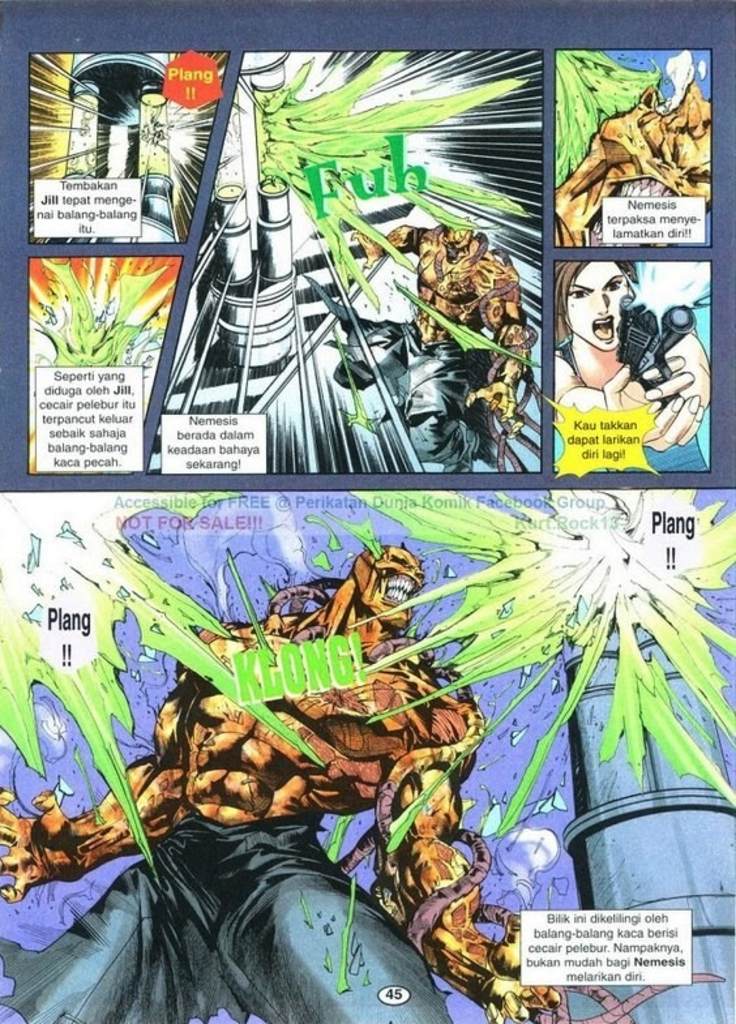 Plang
!!
Tembakan
Jill tepat menge-
nai balang-balang
itu.
Fuh
Nemesis
terpaksa menye-
lamatkan diri!!
Seperti yang
diduga oleh Jill,
cecair pelebur itu
terpancut keluar
sebaik sahaja
balang-balang
kaca pecah.
Nemesis
berada dalam
keadaan bahaya
sekarang!
Kau takkan
dapat larikan
diri lagi!
Accessible for FREE @ Perikatan Dunia Komik Facebook Group
NOT FOR SALE!!!
Kurt.Rock13
Plang
!!
Plang
!!
KLONG!
Bilik ini dikelilingi oleh
balang-balang kaca berisi
cecair pelebur. Nampaknya,
bukan mudah bagi Nemesis
melarikan diri.
45